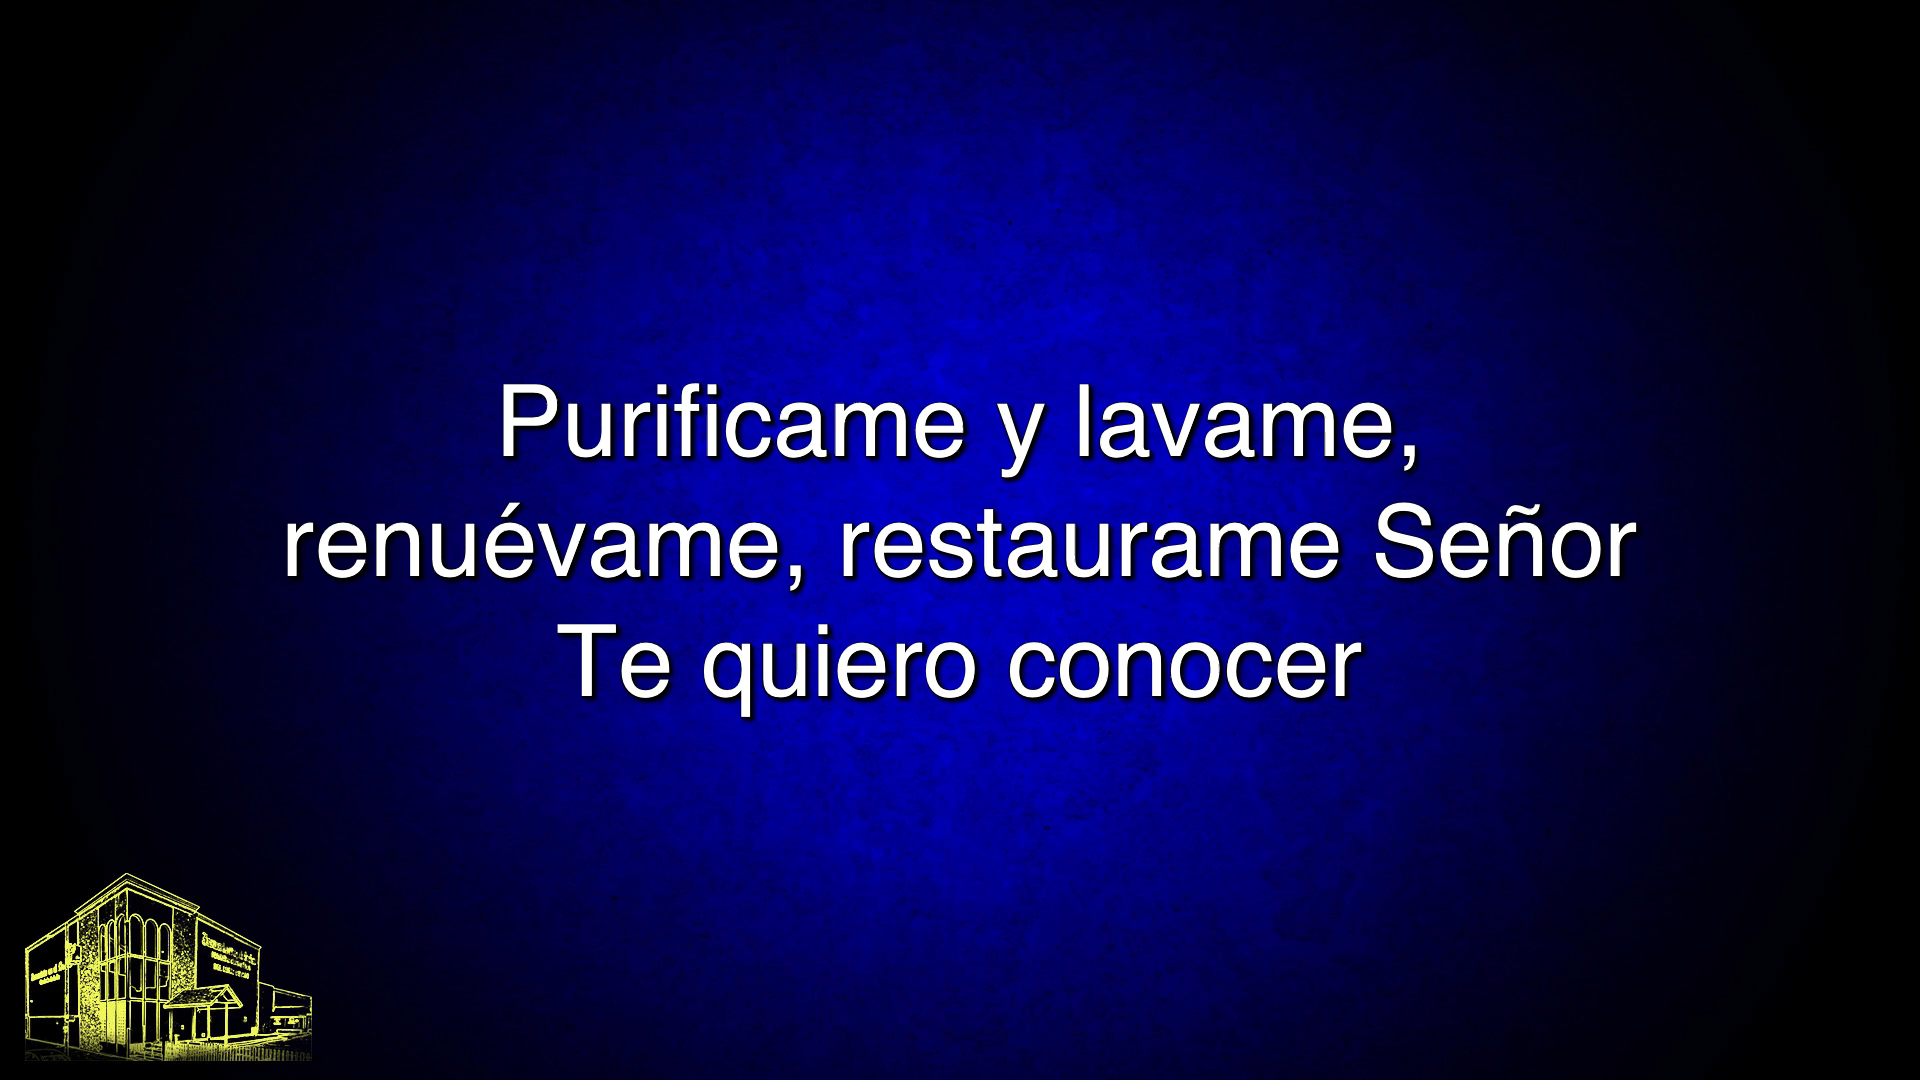 Purificame y lavame,
renuévame, restaurame Señor
Te quiero conocer